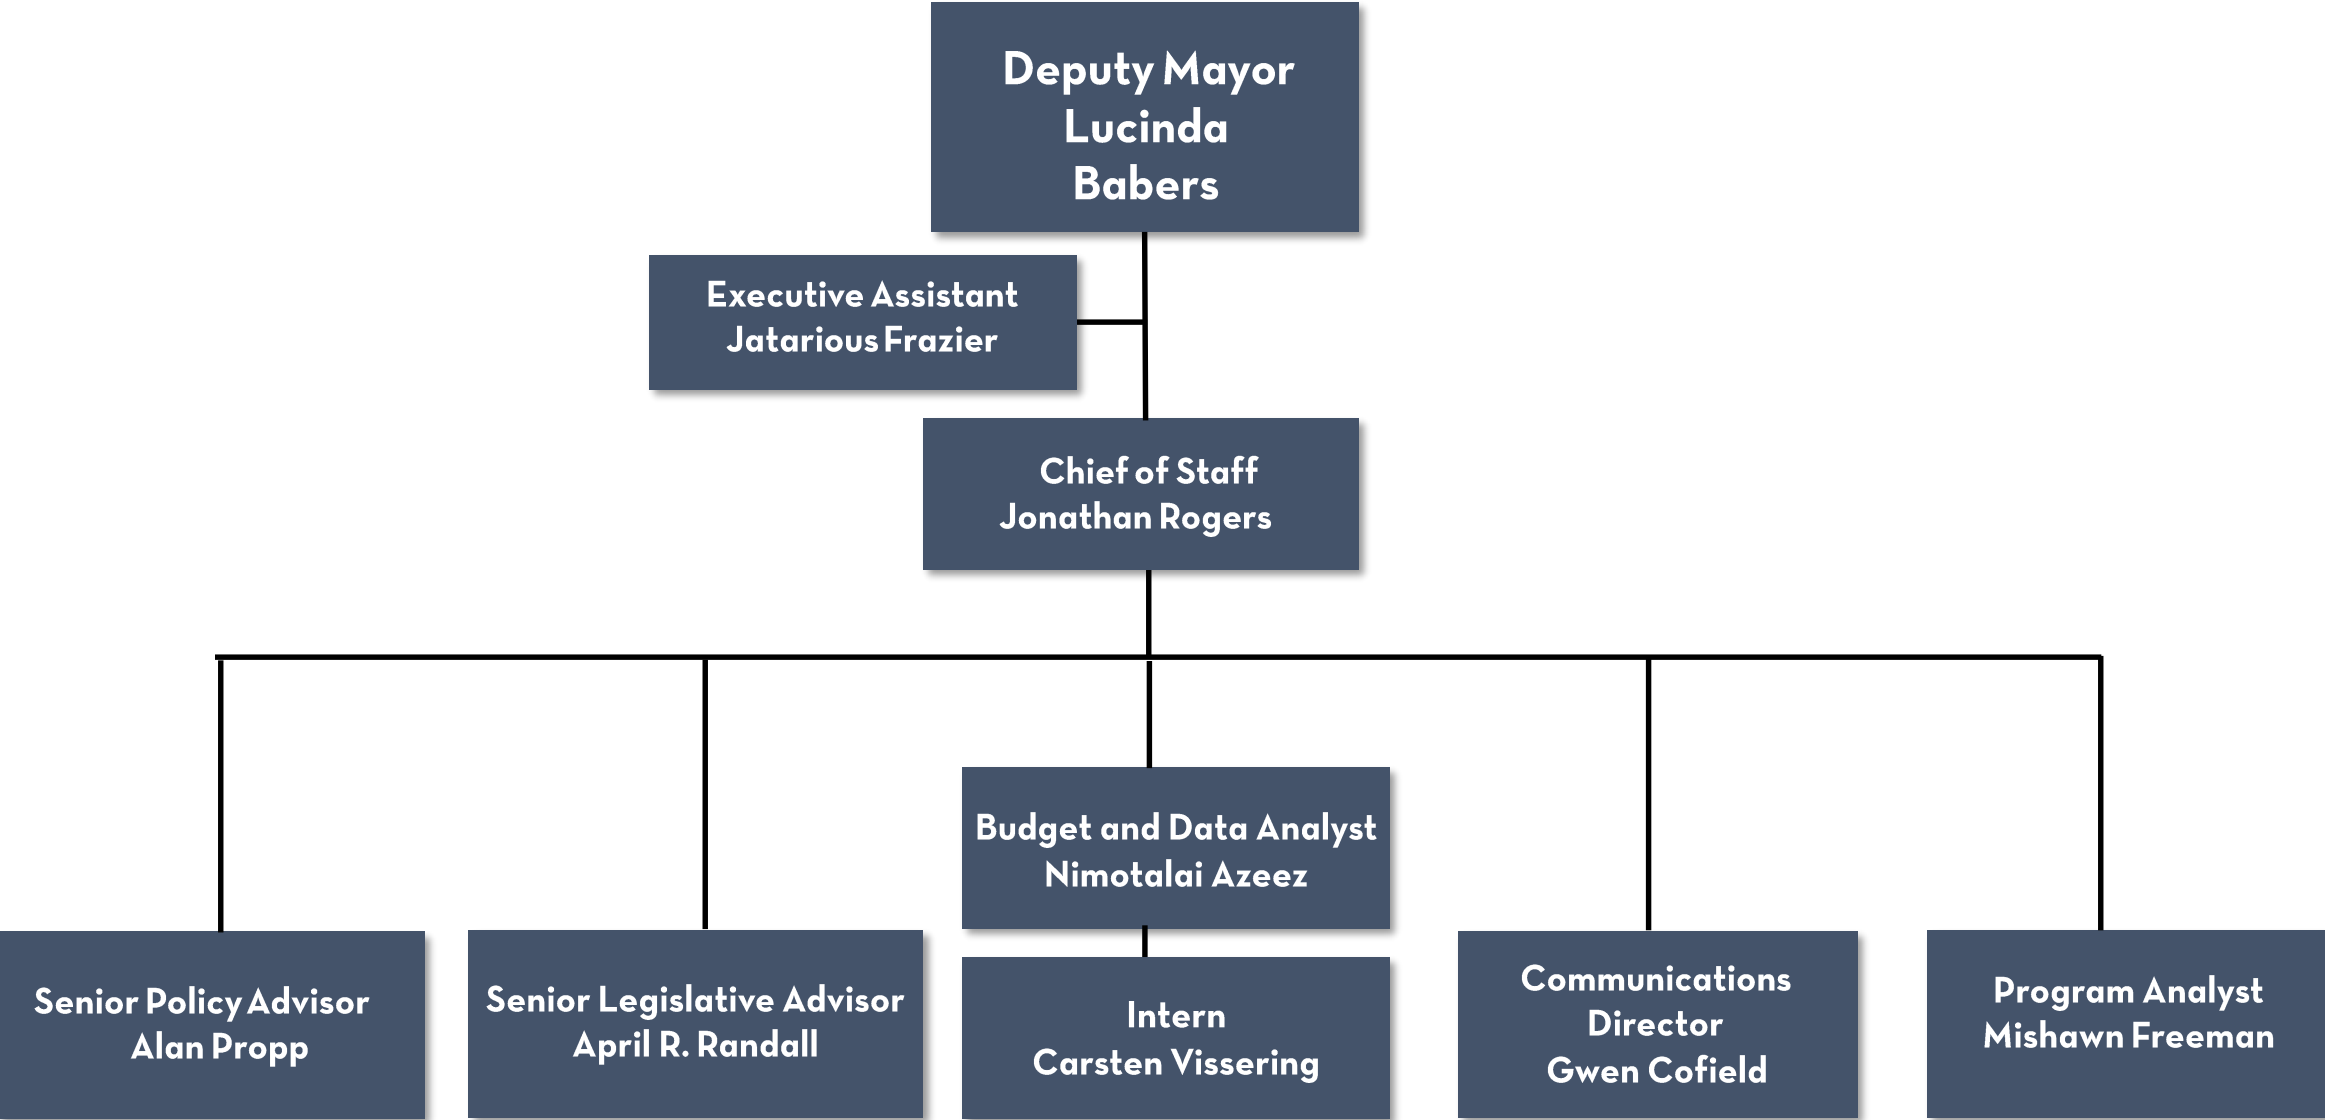 Deputy Mayor
Lucinda
Babers
Executive Assistant
Jatarious Frazier
Chief of Staff
Jonathan Rogers
Budget and Data Analyst
Nimotalai Azeez
Senior Policy Advisor
Alan Propp
Senior Legislative Advisor
April R. Randall
Intern
Carsten Vissering
Communications
Director
Gwen Cofield
Program Analyst
Mishawn Freeman